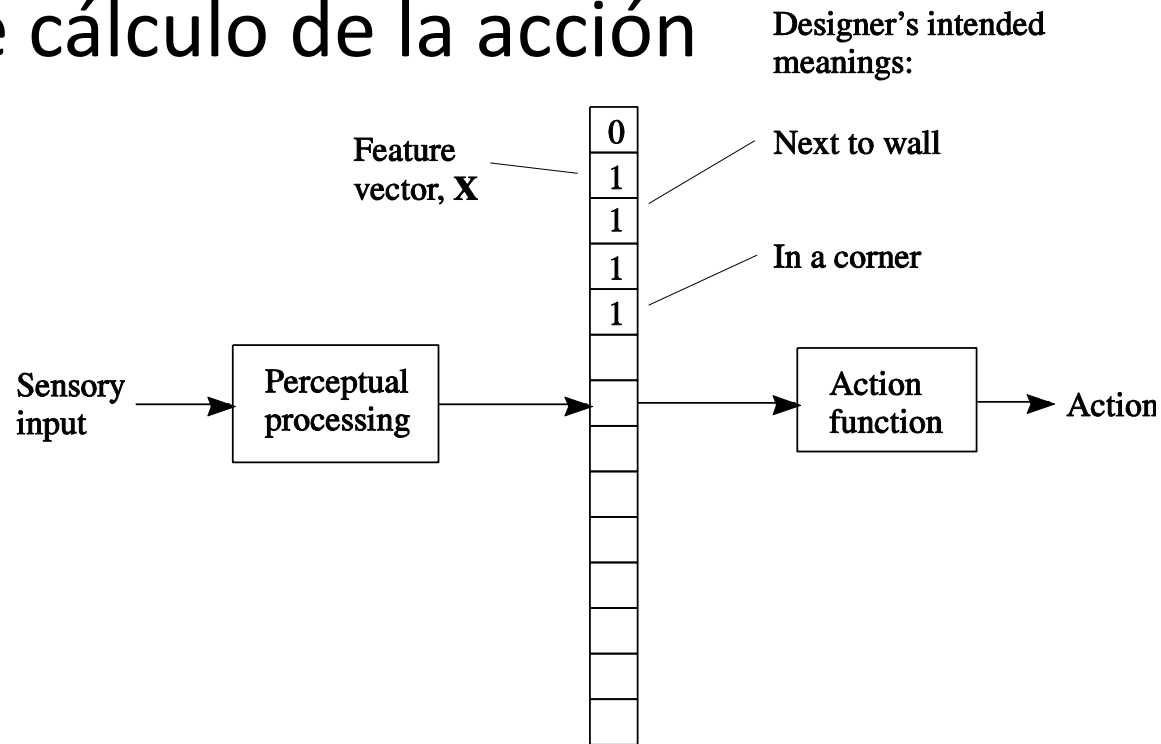 e cálculo de la acción
Designer's intended
meanings:
Feature
vector, X
0
1
1
1
1
Next to wall
In a corner
Sensory
input
Perceptual
processing
Action
function
Action